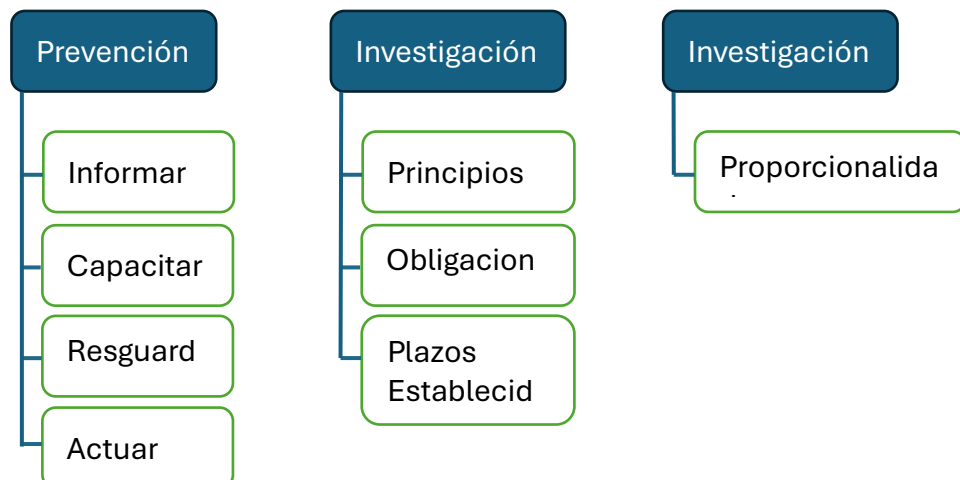 Prevención
Informar
Capacitar
Resguard
Actuar
Investigación
Principios
Obligacion
Plazos
Establecid
Investigación
Proporcionalida